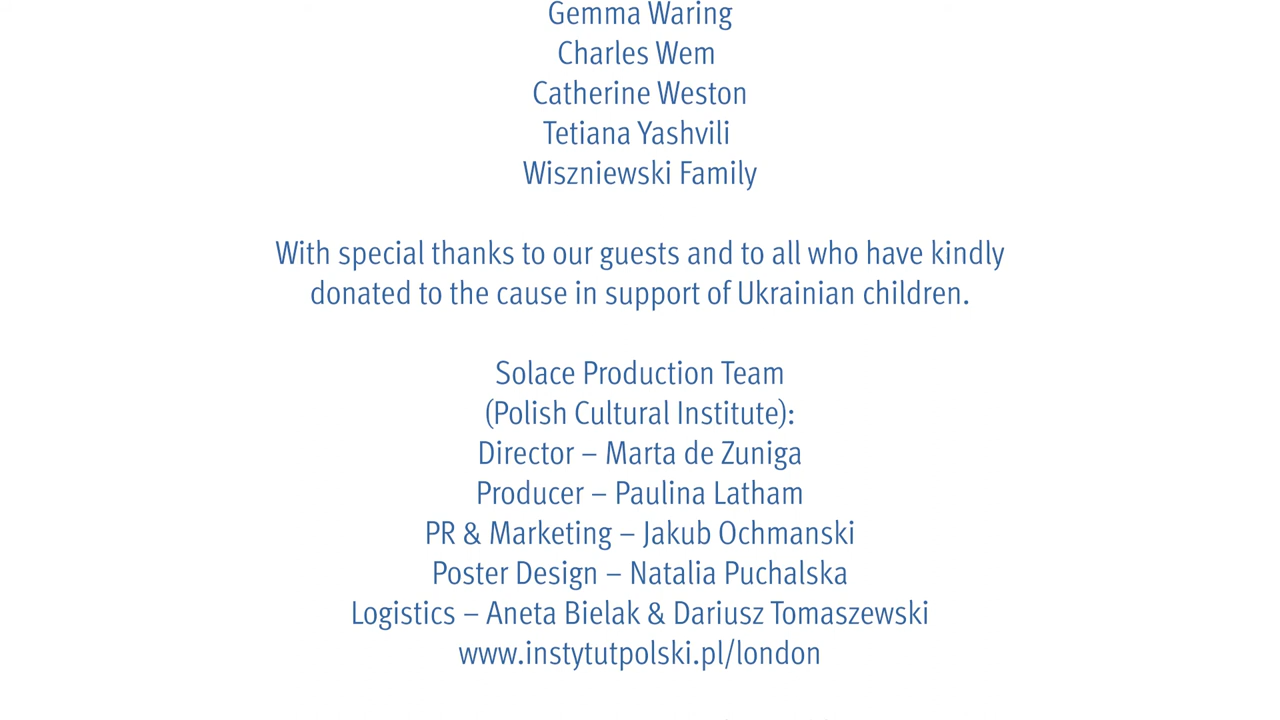 Gemma Waring
Charles Wem
Catherine Weston
Tetiana Yashvili
Wiszniewski Family
With special thanks to our guests and to all who have kindly
donated to the cause in support of Ukrainian children.
Solace Production Team
(Polish Cultural Institute):
Director – Marta de Zuniga
Producer – Paulina Latham
PR & Marketing – Jakub Ochmanski
Poster Design – Natalia Puchalska
Logistics – Aneta Bielak & Dariusz Tomaszewski
www.instytutpolski.pl/london